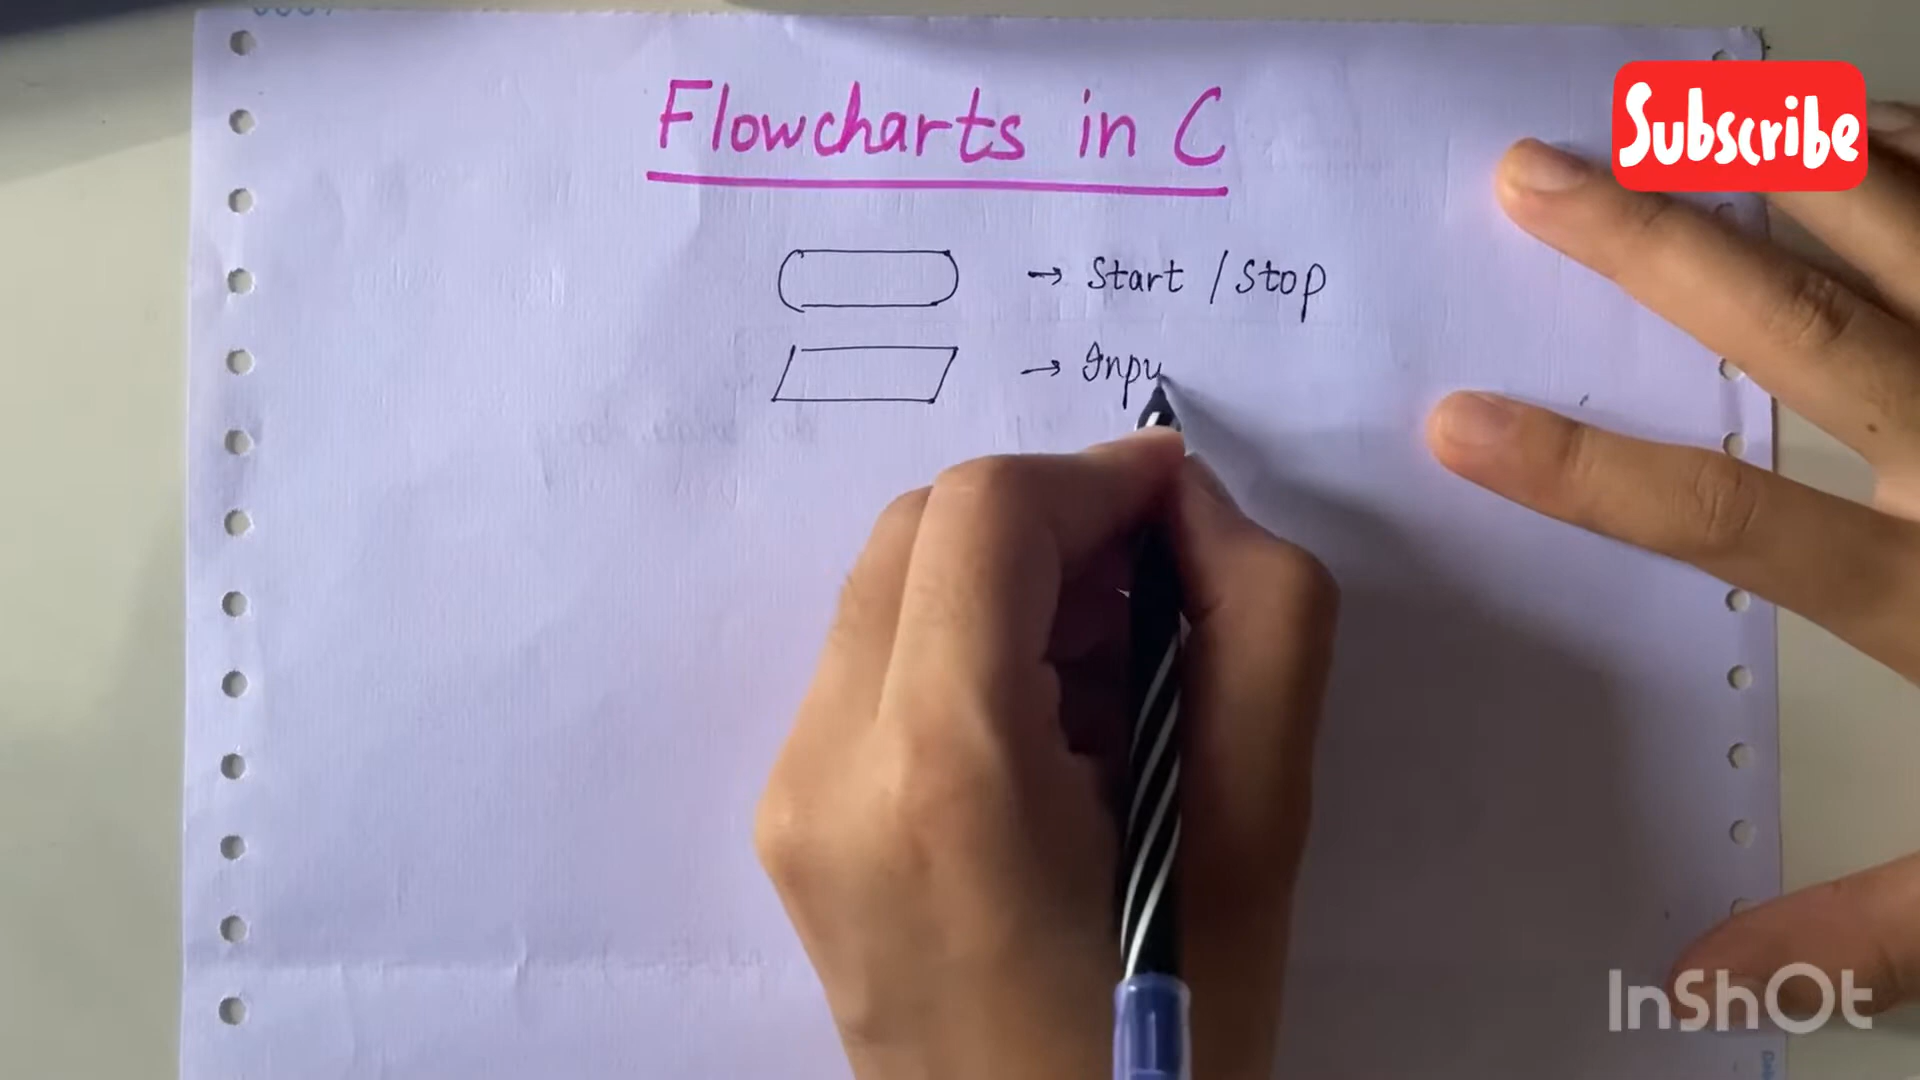 Flowcharts in C
Subscribe
→ Start / Stop
→ Inpu
InShOt